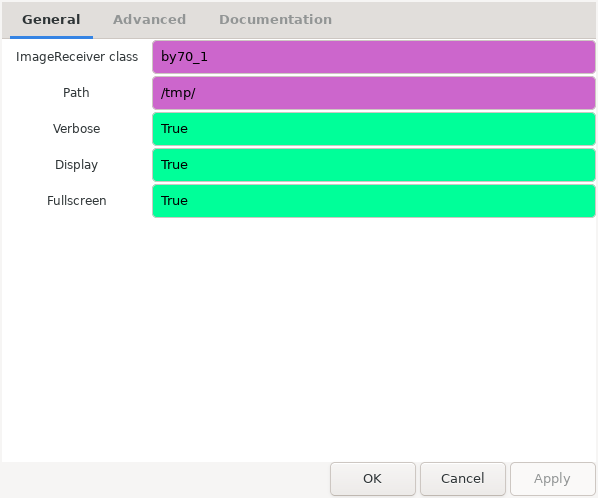 General Advanced Documentation
ImageReceiver class by70_1
Path /tmp/
Verbose True
Display True
Fullscreen True
OK Cancel Apply